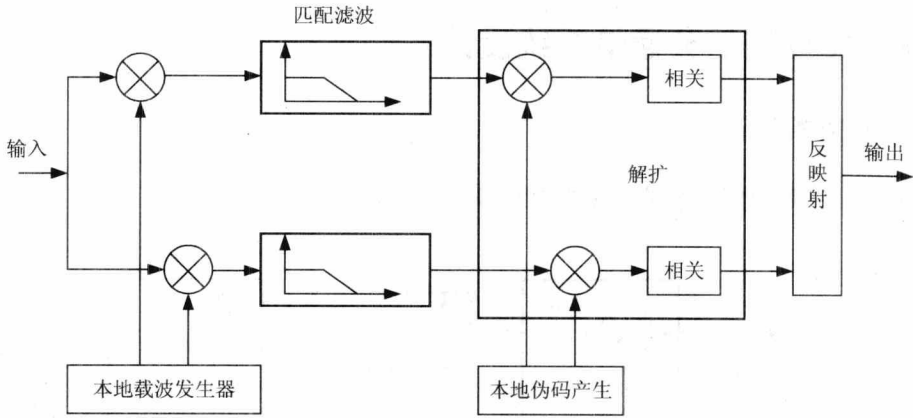 匹配滤波
相关
输入
解扩
反映射
输出
相关
本地载波发生器
本地伪码产生